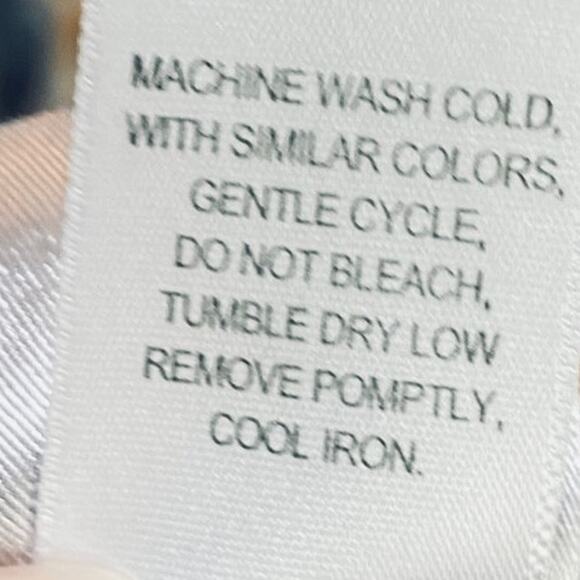 MACHINE WASH COLD,
WITH SIMILAR COLORS,
GENTLE CYCLE,
DO NOT BLEACH,
TUMBLE DRY LOW
REMOVE POMPTLY,
COOL IRON.